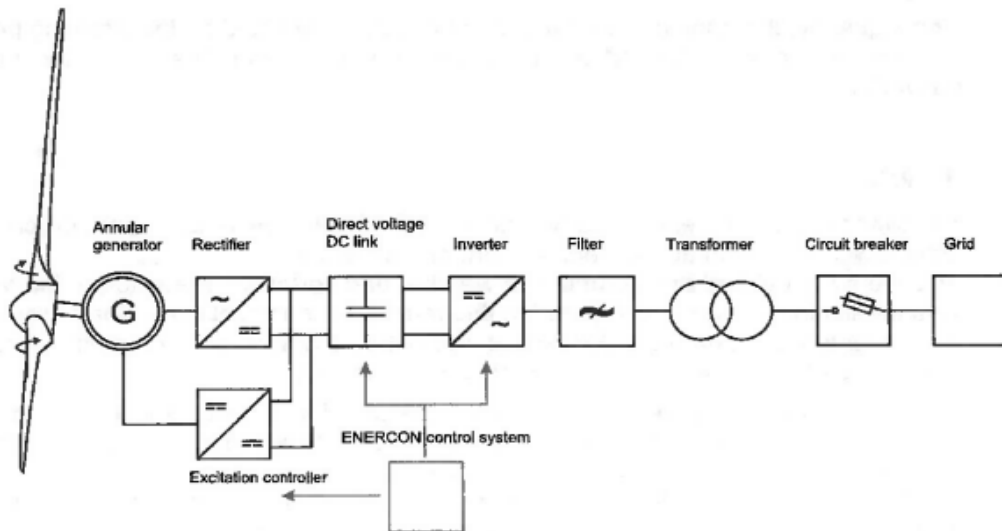 Annular
generator
Rectifier
Direct voltage
DC link
Inverter
Filter
Transformer
Circuit breaker
Grid
G
ENERCON control system
Excitation controller